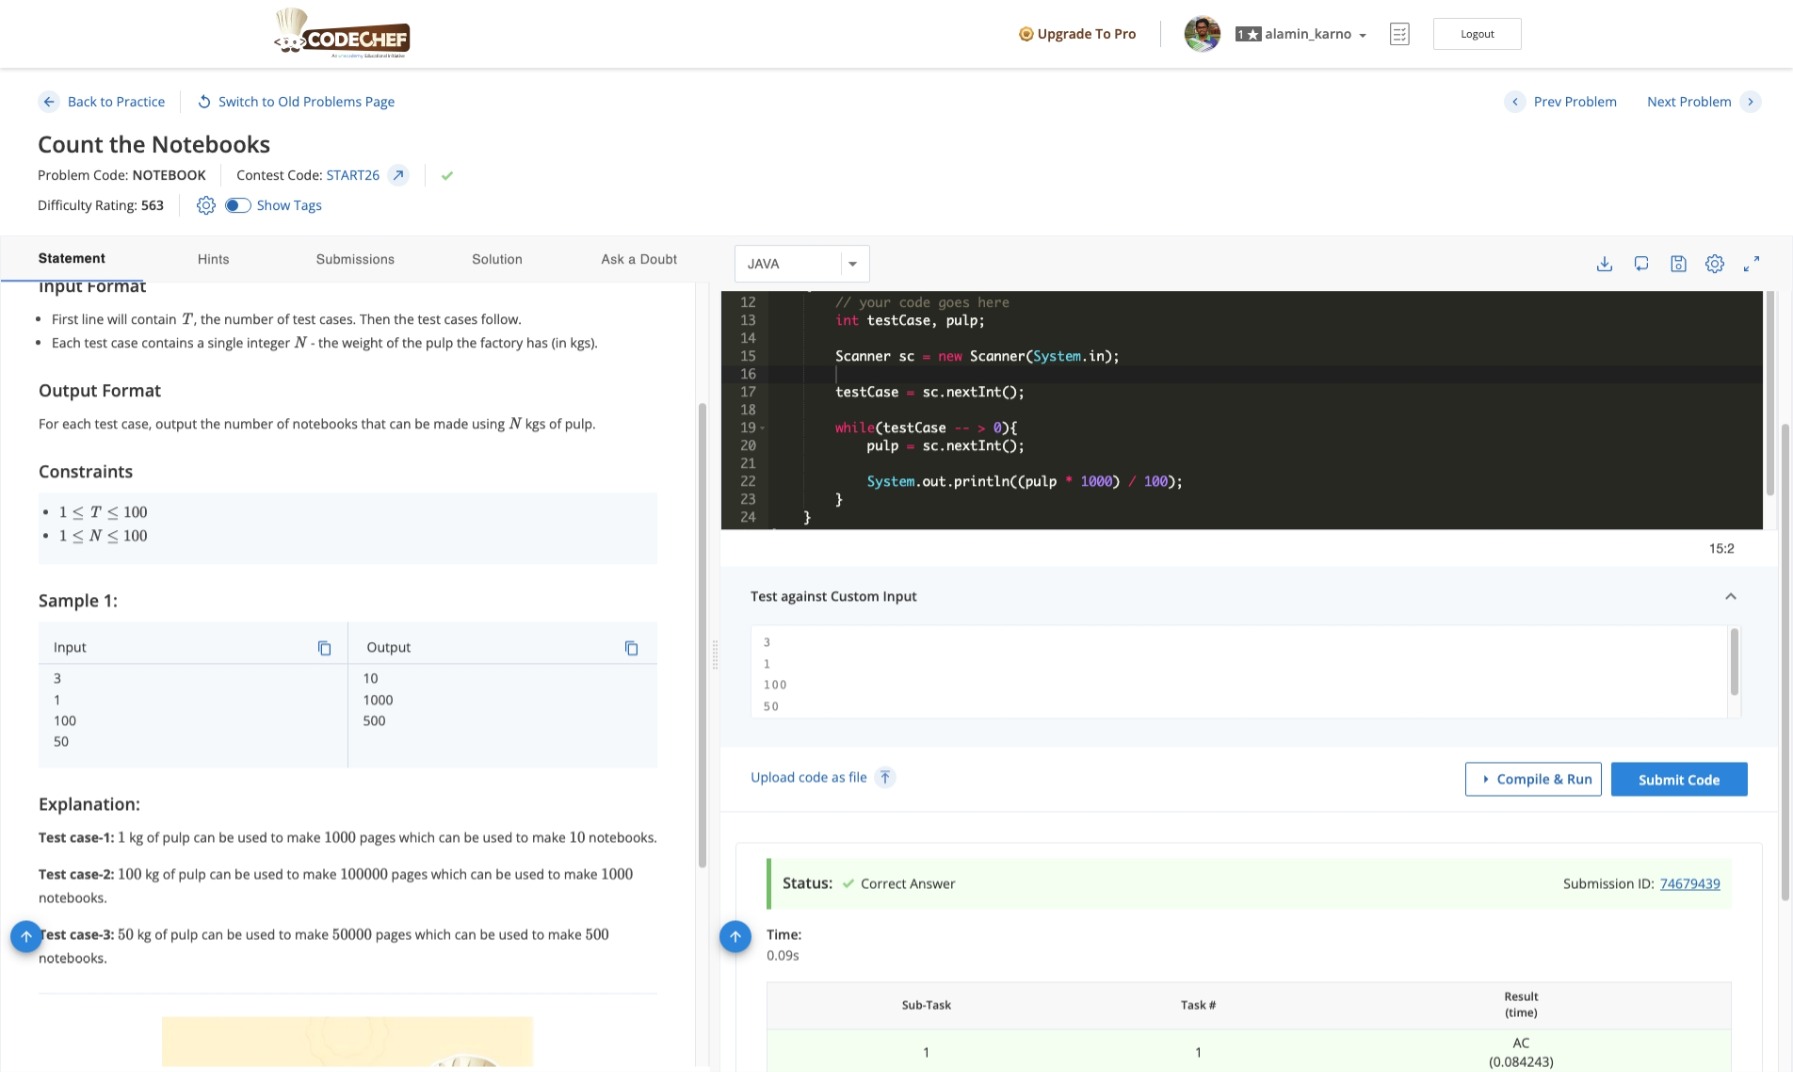 CODECHEF
Upgrade To Pro
1★ alamin_karno
Logout
Back to Practice
Switch to Old Problems Page
Prev Problem
Next Problem
Count the Notebooks
Problem Code: NOTEBOOK
Contest Code: START26
Difficulty Rating: 563
Show Tags
Statement
Hints
Submissions
Solution
Ask a Doubt
Input Format
• First line will contain T, the number of test cases. Then the test cases follow.
• Each test case contains a single integer N - the weight of the pulp the factory has (in kgs).
Output Format
For each test case, output the number of notebooks that can be made using N kgs of pulp.
Constraints
• 1 ≤ T ≤ 100
• 1 ≤ N ≤ 100
Sample 1:
Input
Output
3
1
100
50
10
1000
500
Explanation:
Test case-1: 1 kg of pulp can be used to make 1000 pages which can be used to make 10 notebooks.
Test case-2: 100 kg of pulp can be used to make 100000 pages which can be used to make 1000
notebooks.
Test case-3: 50 kg of pulp can be used to make 50000 pages which can be used to make 500
notebooks.
JAVA
12 // your code goes here
13 int testCase, pulp;
14
15 Scanner sc = new Scanner(System.in);
16
17 testCase = sc.nextInt();
18
19 while(testCase -- > 0){
20 pulp = sc.nextInt();
21
22 System.out.println((pulp * 1000) / 100);
23 }
24 }
15:2
Test against Custom Input
3
1
100
50
Upload code as file
Compile & Run
Submit Code
Status: ✓ Correct Answer
Submission ID: 74679439
Time:
0.09s
Sub-Task
Task #
Result
(time)
1
1
AC
(0.084243)